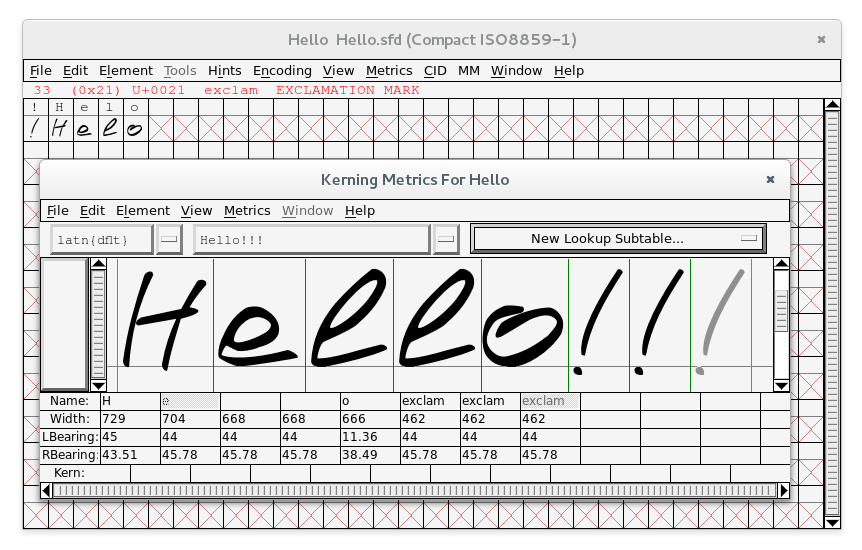 Hello Hello.sfd (Compact ISO8859-1)
File Edit Element Tools Hints Encoding View Metrics CID MM Window Help
33 (0x21) U+0021 exclam EXCLAMATION MARK
! H e l o
! H e l o
Kerning Metrics For Hello
File Edit Element View Metrics Window Help
latn{dflt} Hello!!! New Lookup Subtable...
Hello!!!
Name: H e o exclam exclam exclam
Width: 729 704 668 668 666 462 462 462
LBearing: 45 44 44 44 11.36 44 44 44
RBearing: 43.51 45.78 45.78 45.78 38.49 45.78 45.78 45.78
Kern: